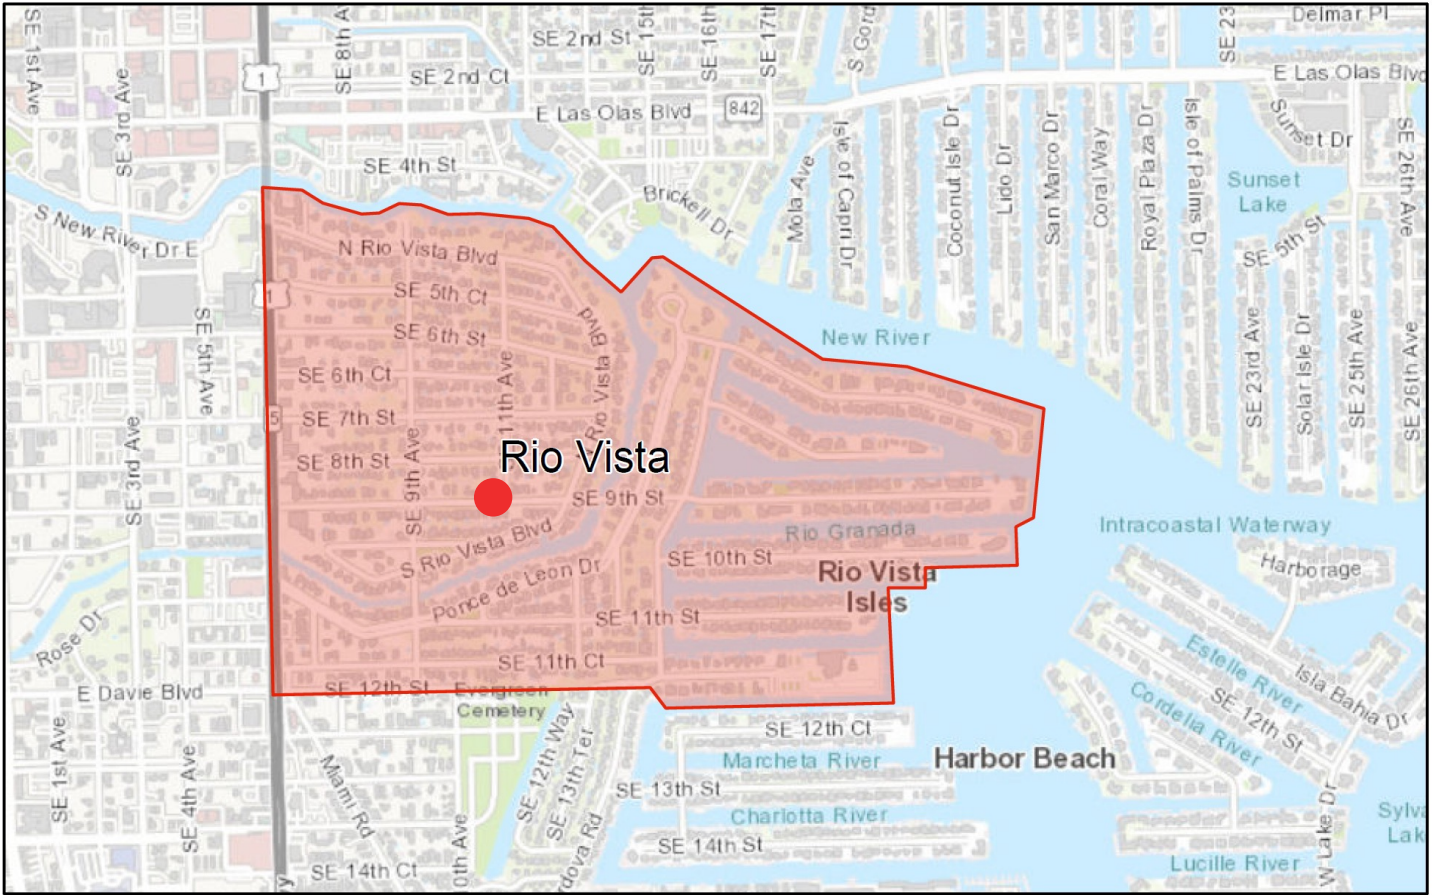 SE 1st Ave
SE 3rd Ave
1
SE 8th A
SE 2nd St
SE 2nd Ct
SE 15th
SE 16th
SE 17th
S Gord
SE 23
Delmar Pl
E Las Olas Blvd
E Las Olas Blvd
842
SE 4th St
Brickell Dr
Mola Ave
Isle of Capri Dr
Coconut Isle Dr
Lido Dr
San Marco Dr
Coral Way
Royal Plaza Dr
Isle of Palms Dr
Sunset Dr
Sunset
Lake
SE 26th Ave
SE 5th St
S New River Dr E
N Rio Vista Blvd
SE 5th Ct
1
SE 6th St
SE 5th Ave
Rio Vista Blvd
New River
SE 6th Ct
11th Ave
SE 23rd Ave
Solar Isle Dr
SE 25th Ave
SE 26th Ave
5
SE 7th St
SE 3rd Ave
SE 8th St
SE 9th Ave
Rio Vista
SE 9th St
S Rio Vista Blvd
Rio Granada
Intracoastal Waterway
SE 10th St
Rio Vista
Isles
Harborage
Ponce de Leon Dr
SE 11th St
Rose Dr
SE 11th Ct
Estelle River
Isla Bahia Dr
E Davie Blvd
SE 12th St
Evergreen
Cemetery
Cordelia River
SE 12th St
SE 1st Ave
SE 4th Ave
Miami Rd
SE 12th Way
SE 13th Ter
SE 12th Ct
Marcheta River
Harbor Beach
SE 13th St
Charlotta River
W Lake Dr
Sylva
Lak
SE 14th Ct
0th Ave
rdova Rd
SE 14th St
Lucille River